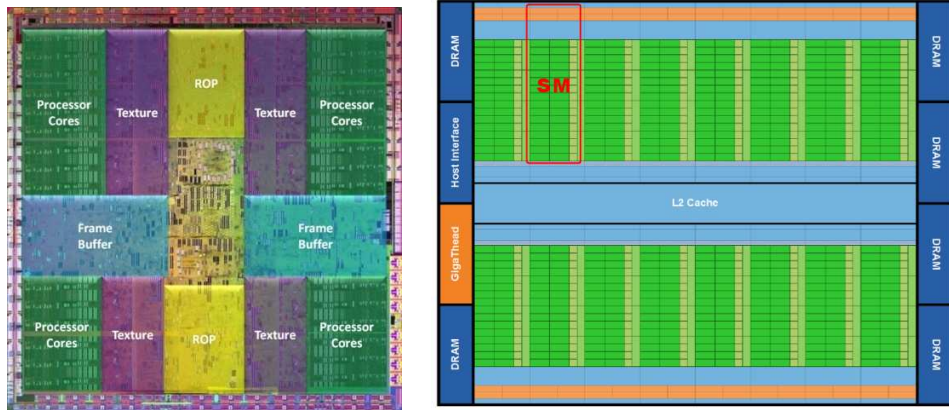 ROP
Processor
Cores
Texture
Texture
Processor
Cores
Frame
Buffer
Frame
Buffer
Processor
Cores
Texture
ROP
Texture
Processor
Cores
DRAM
Host Interface
GigaThead
DRAM
SM
L2 Cache
DRAM
DRAM
DRAM
DRAM